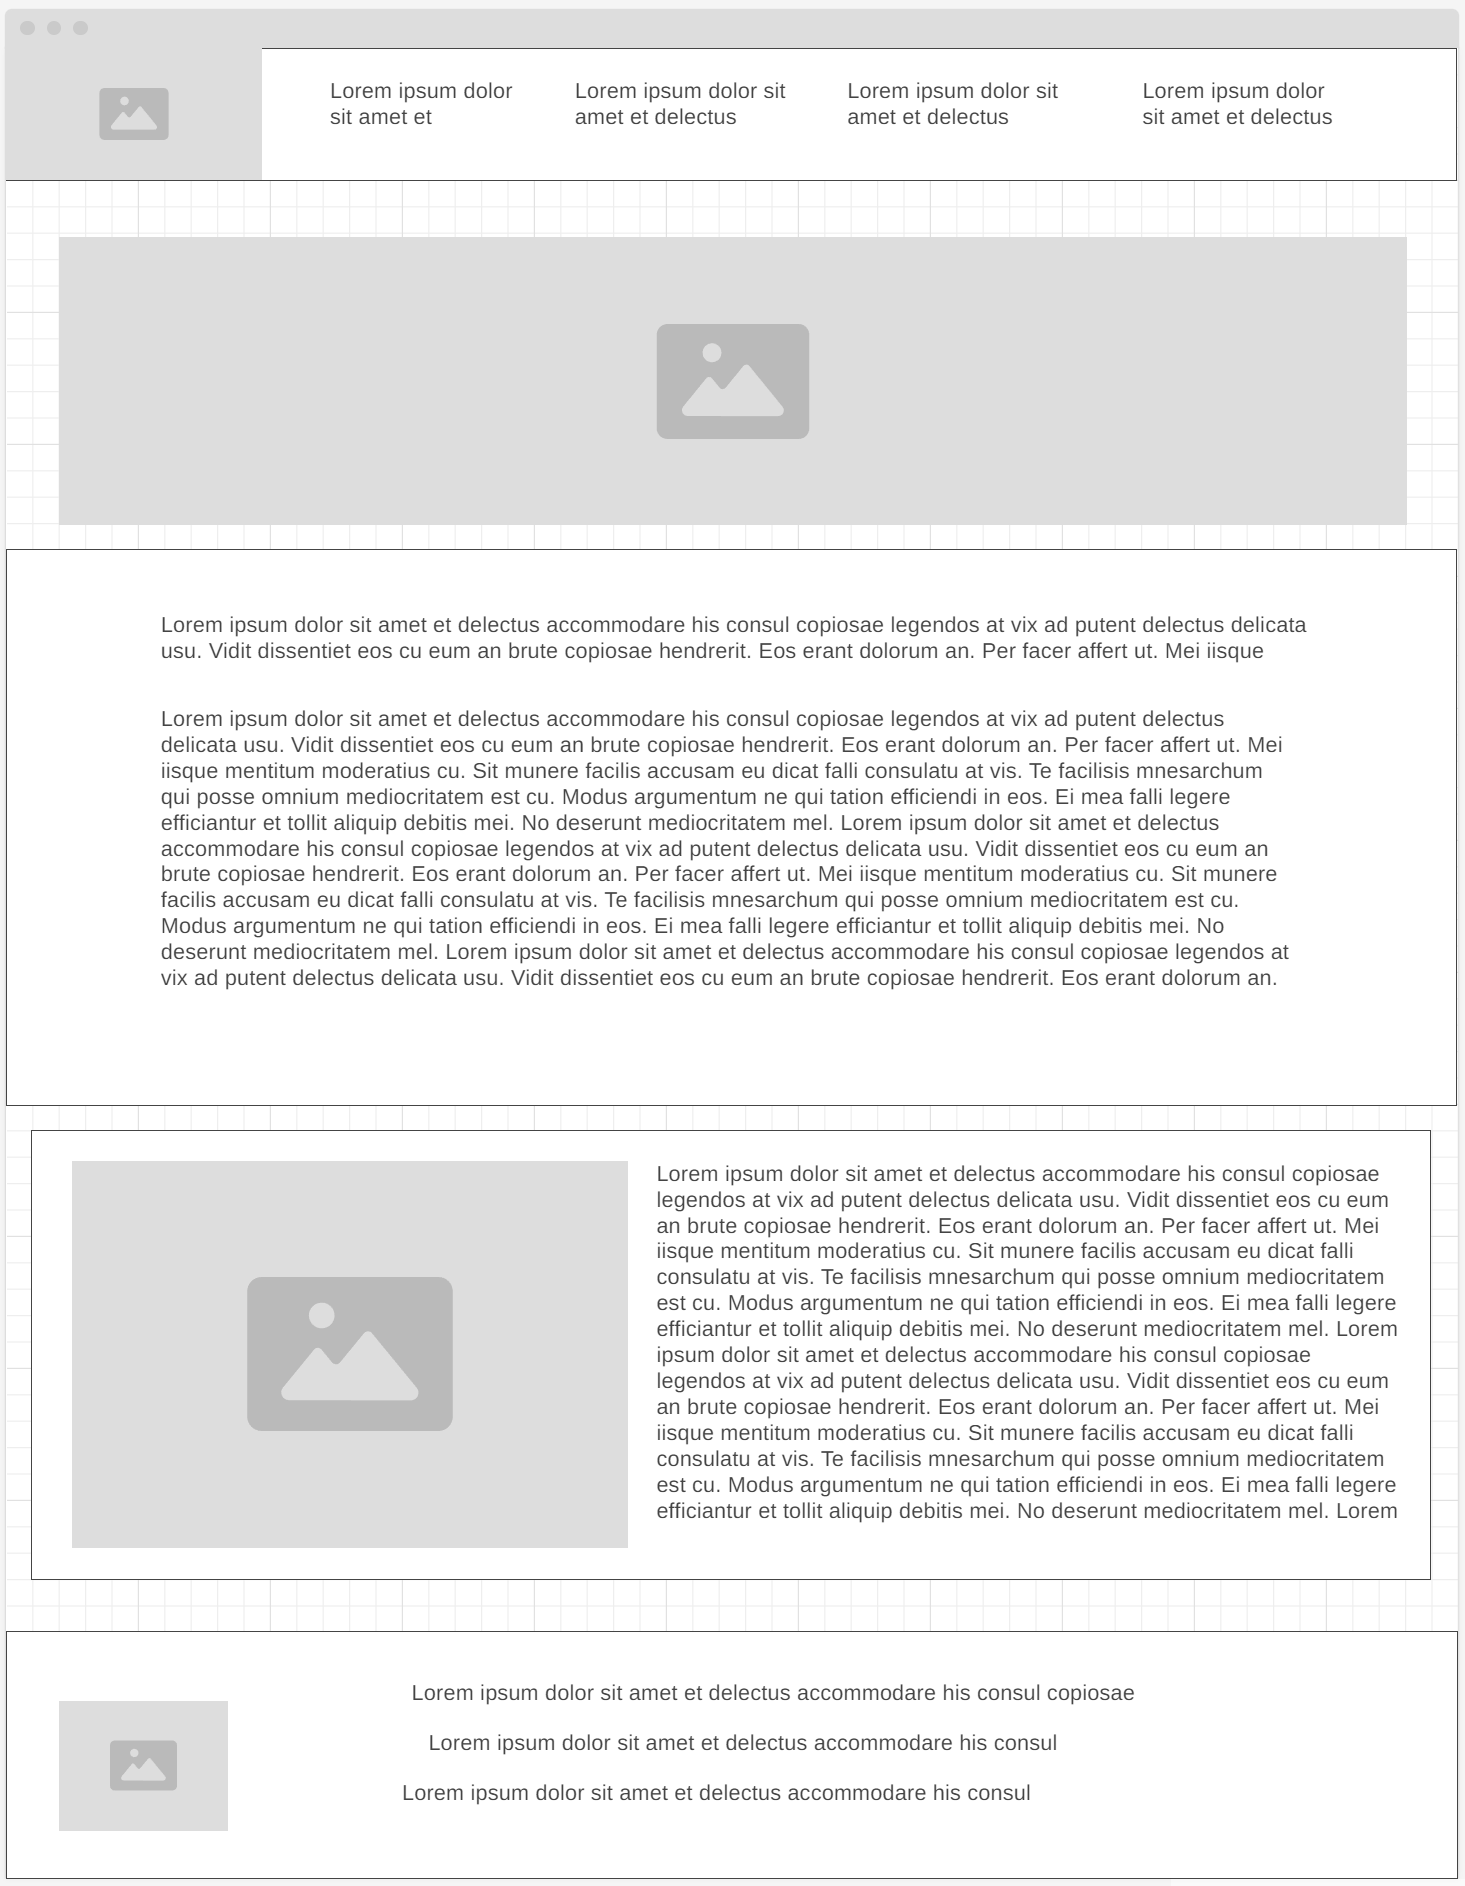 Lorem ipsum dolor
sit amet et
Lorem ipsum dolor sit
amet et delectus
Lorem ipsum dolor sit
amet et delectus
Lorem ipsum dolor
sit amet et delectus
Lorem ipsum dolor sit amet et delectus accommodare his consul copiosae legendos at vix ad putent delectus delicata
usu. Vidit dissentiet eos cu eum an brute copiosae hendrerit. Eos erant dolorum an. Per facer affert ut. Mei iisque
Lorem ipsum dolor sit amet et delectus accommodare his consul copiosae legendos at vix ad putent delectus
delicata usu. Vidit dissentiet eos cu eum an brute copiosae hendrerit. Eos erant dolorum an. Per facer affert ut. Mei
iisque mentitum moderatius cu. Sit munere facilis accusam eu dicat falli consulatu at vis. Te facilisis mnesarchum
qui posse omnium mediocritatem est cu. Modus argumentum ne qui tation efficiendi in eos. Ei mea falli legere
efficiantur et tollit aliquip debitis mei. No deserunt mediocritatem mel. Lorem ipsum dolor sit amet et delectus
accommodare his consul copiosae legendos at vix ad putent delectus delicata usu. Vidit dissentiet eos cu eum an
brute copiosae hendrerit. Eos erant dolorum an. Per facer affert ut. Mei iisque mentitum moderatius cu. Sit munere
facilis accusam eu dicat falli consulatu at vis. Te facilisis mnesarchum qui posse omnium mediocritatem est cu.
Modus argumentum ne qui tation efficiendi in eos. Ei mea falli legere efficiantur et tollit aliquip debitis mei. No
deserunt mediocritatem mel. Lorem ipsum dolor sit amet et delectus accommodare his consul copiosae legendos at
vix ad putent delectus delicata usu. Vidit dissentiet eos cu eum an brute copiosae hendrerit. Eos erant dolorum an.
Lorem ipsum dolor sit amet et delectus accommodare his consul copiosae
legendos at vix ad putent delectus delicata usu. Vidit dissentiet eos cu eum
an brute copiosae hendrerit. Eos erant dolorum an. Per facer affert ut. Mei
iisque mentitum moderatius cu. Sit munere facilis accusam eu dicat falli
consulatu at vis. Te facilisis mnesarchum qui posse omnium mediocritatem
est cu. Modus argumentum ne qui tation efficiendi in eos. Ei mea falli legere
efficiantur et tollit aliquip debitis mei. No deserunt mediocritatem mel. Lorem
ipsum dolor sit amet et delectus accommodare his consul copiosae
legendos at vix ad putent delectus delicata usu. Vidit dissentiet eos cu eum
an brute copiosae hendrerit. Eos erant dolorum an. Per facer affert ut. Mei
iisque mentitum moderatius cu. Sit munere facilis accusam eu dicat falli
consulatu at vis. Te facilisis mnesarchum qui posse omnium mediocritatem
est cu. Modus argumentum ne qui tation efficiendi in eos. Ei mea falli legere
efficiantur et tollit aliquip debitis mei. No deserunt mediocritatem mel. Lorem
Lorem ipsum dolor sit amet et delectus accommodare his consul copiosae
Lorem ipsum dolor sit amet et delectus accommodare his consul
Lorem ipsum dolor sit amet et delectus accommodare his consul